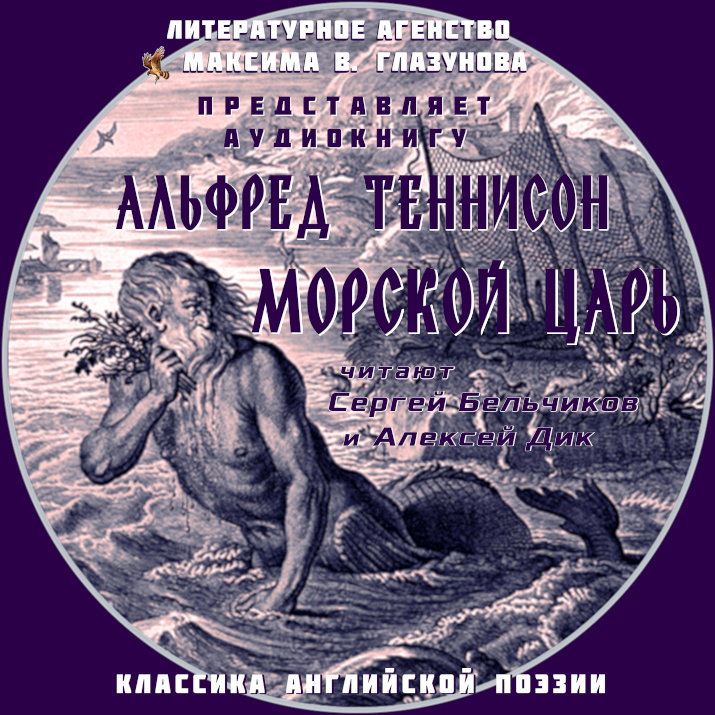 ЛИТЕРАТУРНОЕ АГЕНСТВО
МАКСИМА В. ГЛАЗУНОВА
ПРЕДСТАВЛЯЕТ
АУДИОКНИГУ
АЛЬФРЕД ТЕННИСОН
МОРСКОЙ ЦАРЬ
читают
Сергей Бельчиков
и Алексей Дик
КЛАССИКА АНГЛИЙСКОЙ ПОЭЗИИ